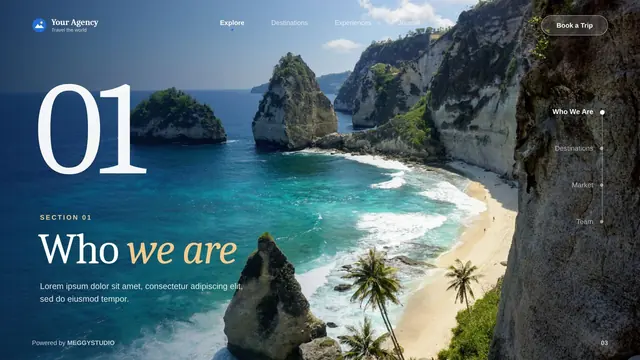 Your Agency
Travel the world
Explore
Destinations
Experiences
Book a Trip
01
Who We Are
Destinations
Market
Team
SECTION 01
Who we are
Lorem ipsum dolor sit amet, consectetur adipiscing elit,
sed do eiusmod tempor.
Powered by MEGGYSTUDIO
03